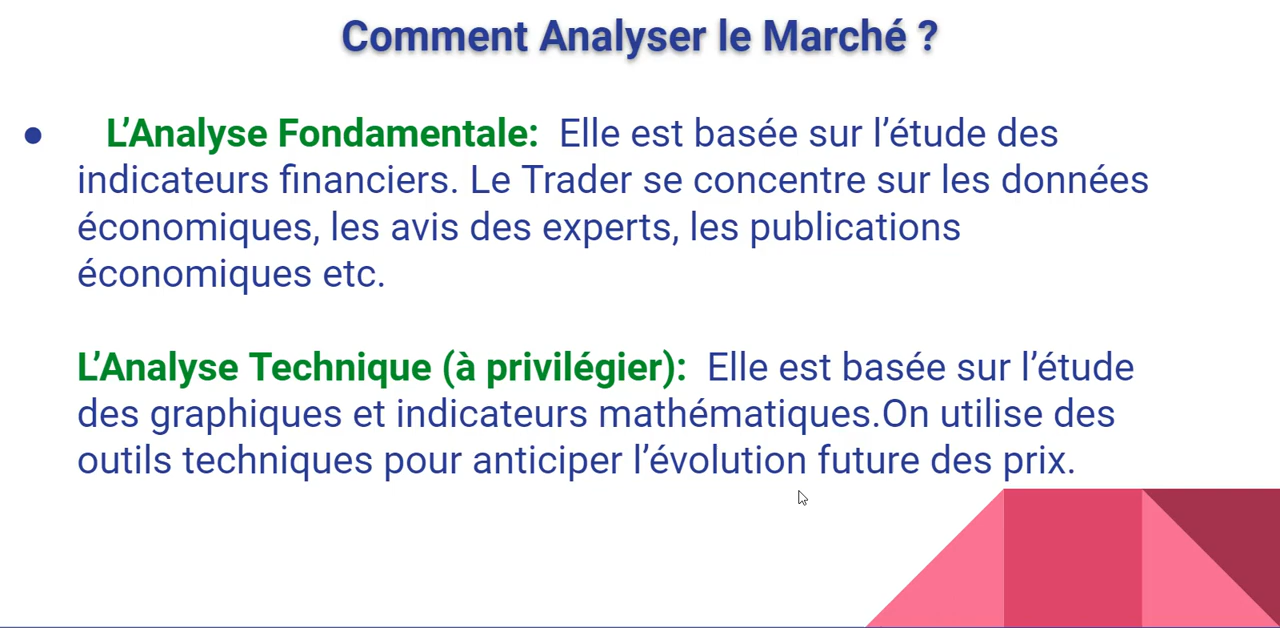 Comment Analyser le Marché ?
● L’Analyse Fondamentale: Elle est basée sur l’étude des
indicateurs financiers. Le Trader se concentre sur les données
économiques, les avis des experts, les publications
économiques etc.
L’Analyse Technique (à privilégier): Elle est basée sur l’étude
des graphiques et indicateurs mathématiques.On utilise des
outils techniques pour anticiper l’évolution future des prix.